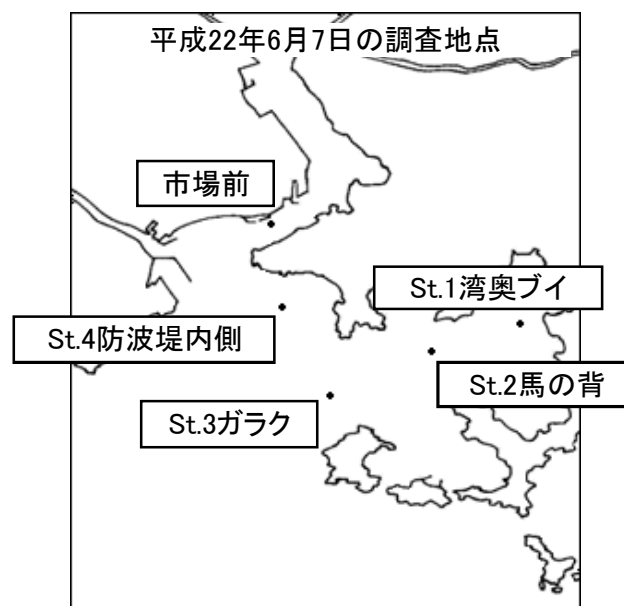 平成22年6月7日の調査地点
市場前
St.1湾奥ブイ
St.4防波堤内側
St.2馬の背
St.3ガラク